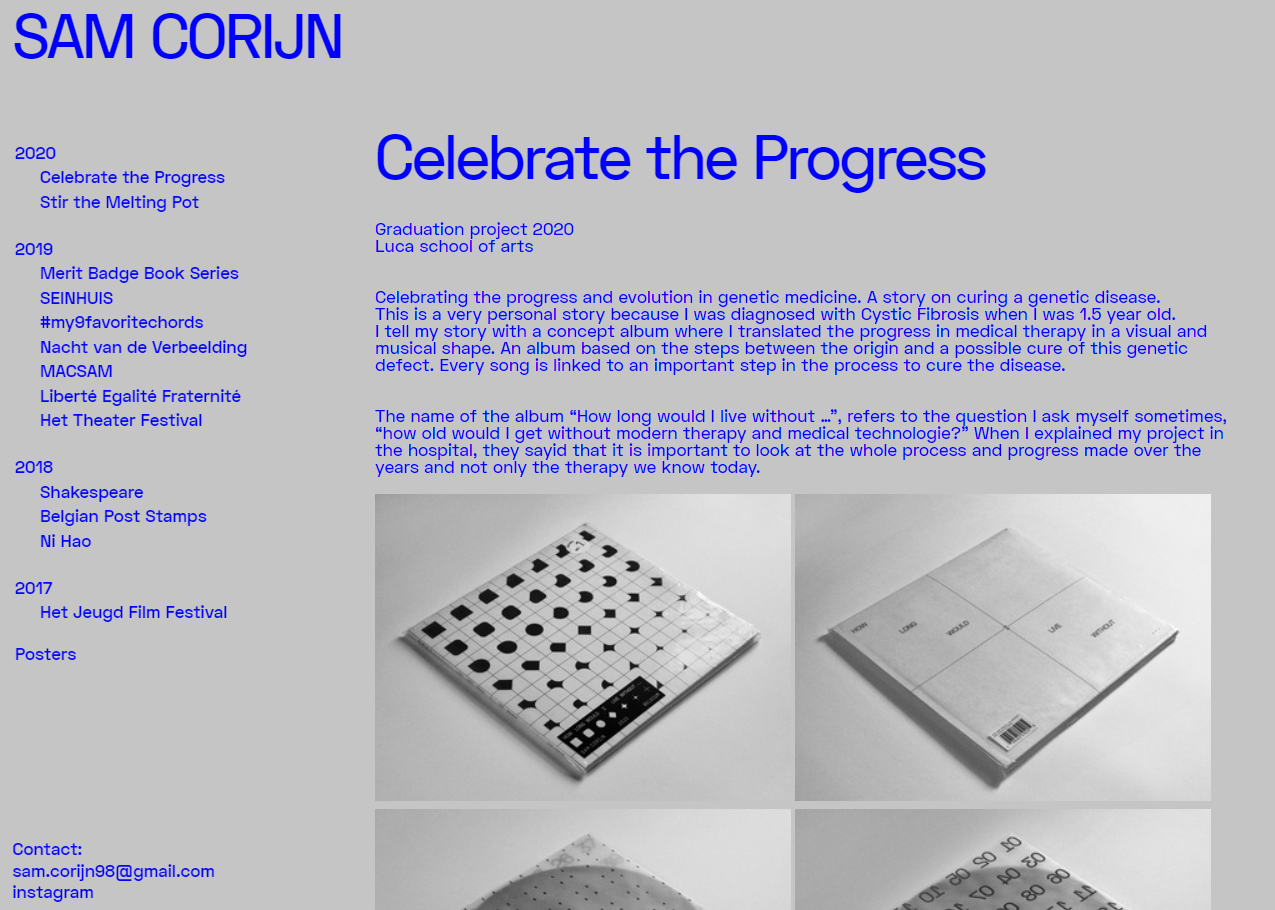 SAM CORIJN
2020
Celebrate the Progress
Stir the Melting Pot
2019
Merit Badge Book Series
SEINHUIS
#my9favoritechords
Nacht van de Verbeelding
MACSAM
Liberté Egalité Fraternité
Het Theater Festival
2018
Shakespeare
Belgian Post Stamps
Ni Hao
2017
Het Jeugd Film Festival
Posters
Contact:
sam.corijn98@gmail.com
instagram
Celebrate the Progress
Graduation project 2020
Luca school of arts
Celebrating the progress and evolution in genetic medicine. A story on curing a genetic disease.
This is a very personal story because I was diagnosed with Cystic Fibrosis when I was 1.5 year old.
I tell my story with a concept album where I translated the progress in medical therapy in a visual and
musical shape. An album based on the steps between the origin and a possible cure of this genetic
defect. Every song is linked to an important step in the process to cure the disease.
The name of the album “How long would I live without ...”, refers to the question I ask myself sometimes,
“how old would I get without modern therapy and medical technologie?” When I explained my project in
the hospital, they sayid that it is important to look at the whole process and progress made over the
years and not only the therapy we know today.
HOW LONG WOULD I LIVE WITHOUT ...
SAM CORIJN 2020 BELGIUM
HOW LONG WOULD I LIVE WITHOUT ...
01 02 03 04 05 06 07 08 10 11